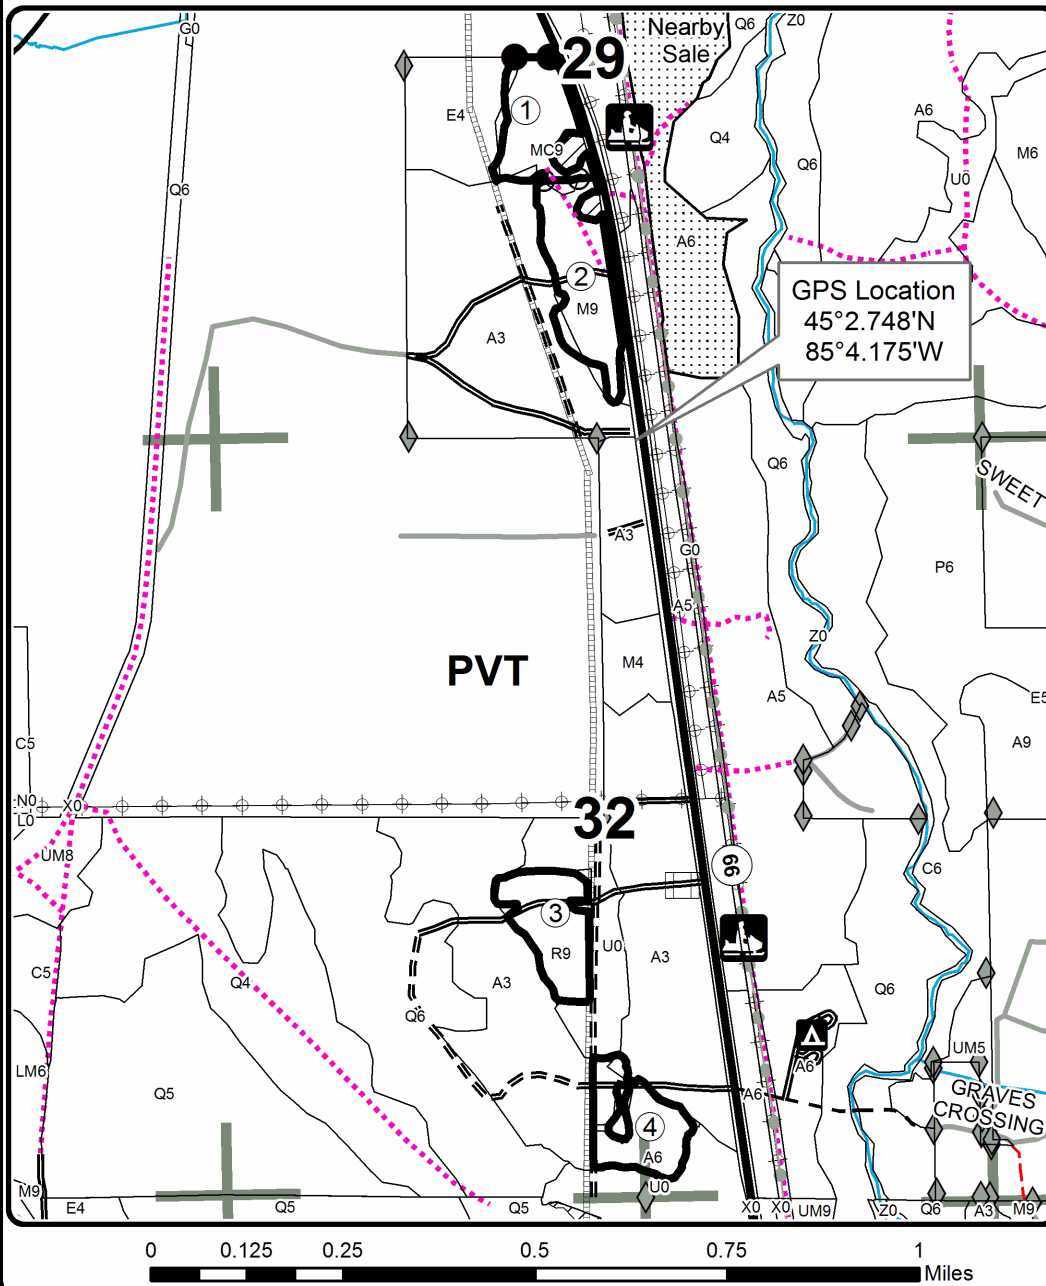 G0
Z0
Nearby
Sale
Q6
29
E4
1
A6
MC9
Q4
M6
Q6
Q6
U0
A6
2
GPS Location
45°2.748'N
85°4.175'W
M9
A3
Q6
SWEET
A3
G0
P6
A5
Z0
PVT
M4
A5
E5
C5
A9
N0
X0
L0
32
UM8
66
C6
3
R9
U0
A3
C5
Q4
A3
Q6
Q6
UM5
LM6
A6
Q5
A6
GRAVES
CROSSING
4
A6
M9
U0
E4
Q5
Q5
X0
X0
UM9
Z0
Q6
A3
M9
0
0.125
0.25
0.5
0.75
1
Miles